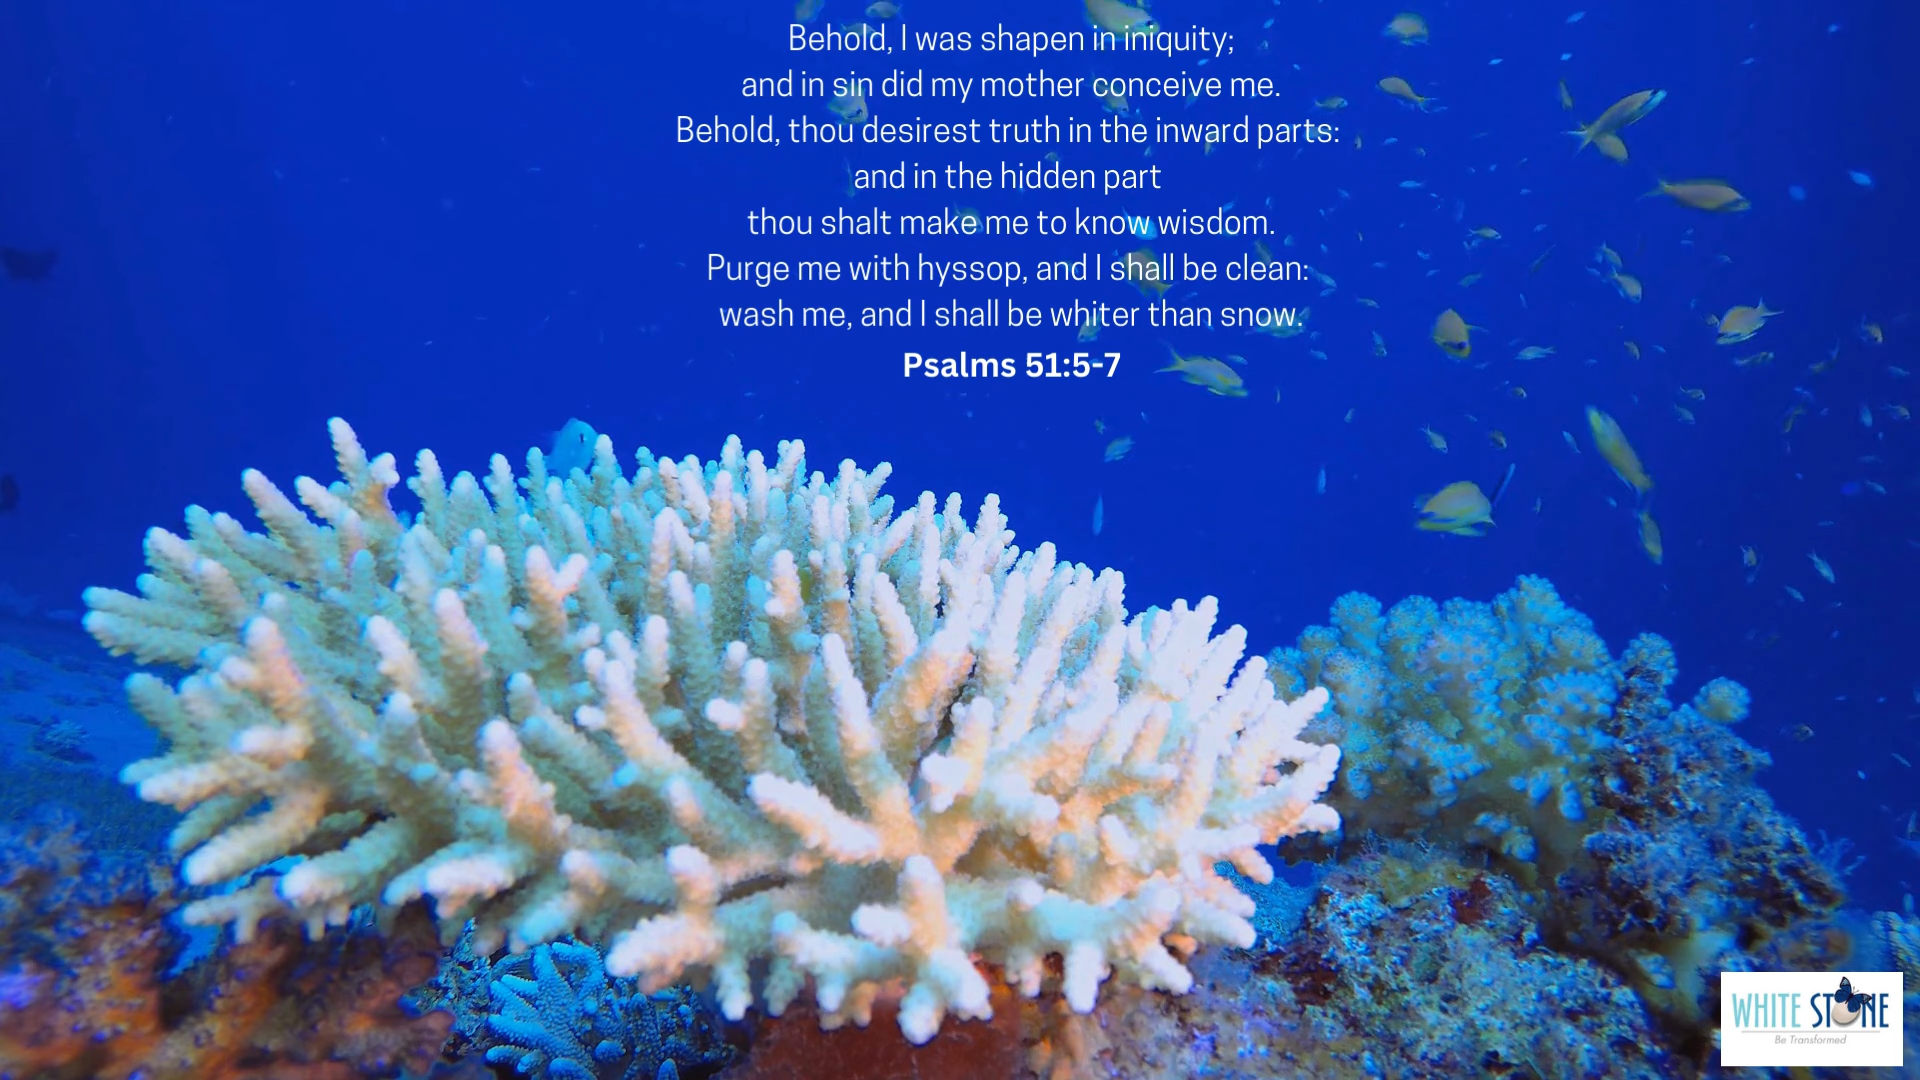 Behold, I was shapen in iniquity;
and in sin did my mother conceive me.
Behold, thou desirest truth in the inward parts:
and in the hidden part
thou shalt make me to know wisdom.
Purge me with hyssop, and I shall be clean:
wash me, and I shall be whiter than snow.
Psalms 51:5-7
WHITE STONE
Be Transformed